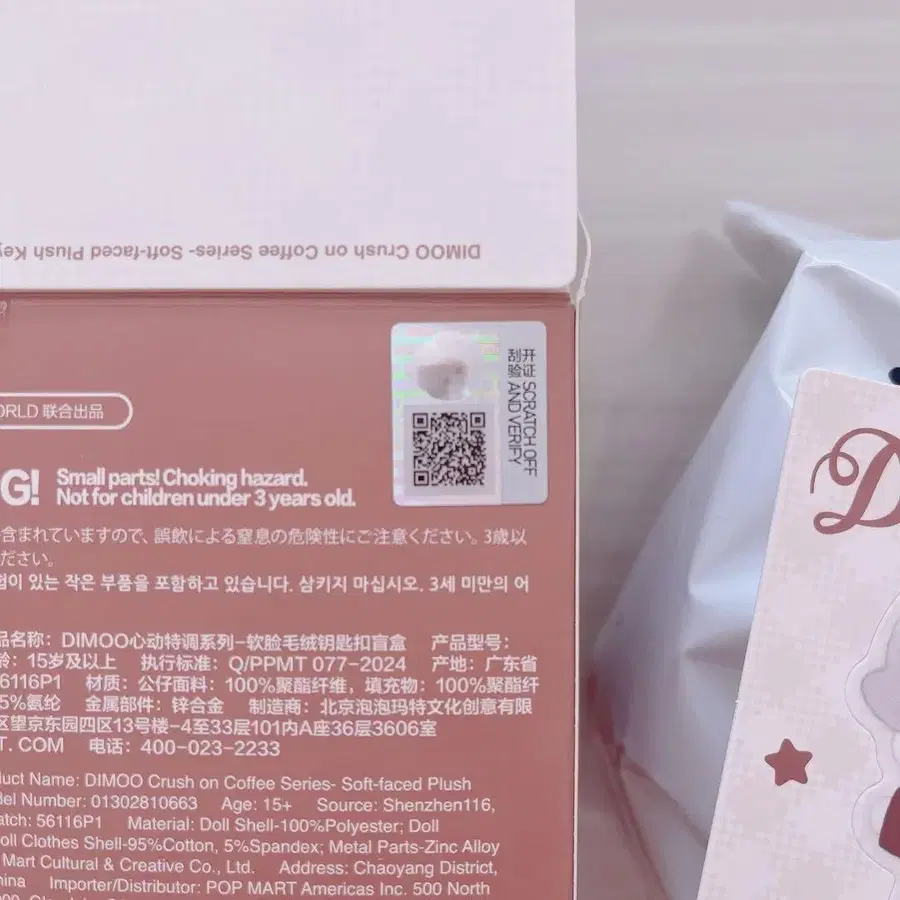 DIMOO Crush on Coffee Series- Soft-faced Plush Key
ORLD 联合出品
开证 SCRATCH OFF
刮验 AND VERIFY
G! Small parts! Choking hazard.
Not for children under 3 years old.
含まれていますので、誤飲による窒息の危険性にご注意ください。3歳以
ださい。
험이 있는 작은 부품을 포함하고 있습니다. 삼키지 마십시오. 3세 미만의 어
品名称: DIMOO心动特调系列-软脸毛绒钥匙扣盲盒 产品型号:
龄: 15岁及以上 执行标准: Q/PPMT 077-2024 产地: 广东省
56116P1 材质: 公仔面料: 100%聚酯纤维, 填充物: 100%聚酯纤
5%氨纶 金属部件: 锌合金 制造商: 北京泡泡玛特文化创意有限
区望京东园四区13号楼-4至33层101内A座36层3606室
T. COM 电话: 400-023-2233
duct Name: DIMOO Crush on Coffee Series- Soft-faced Plush
del Number: 01302810663 Age: 15+ Source: Shenzhen116,
atch: 56116P1 Material: Doll Shell-100%Polyester; Doll
oll Clothes Shell-95%Cotton, 5%Spandex; Metal Parts-Zinc Alloy
Mart Cultural & Creative Co., Ltd. Address: Chaoyang District,
hina Importer/Distributor: POP MART Americas Inc. 500 North
D